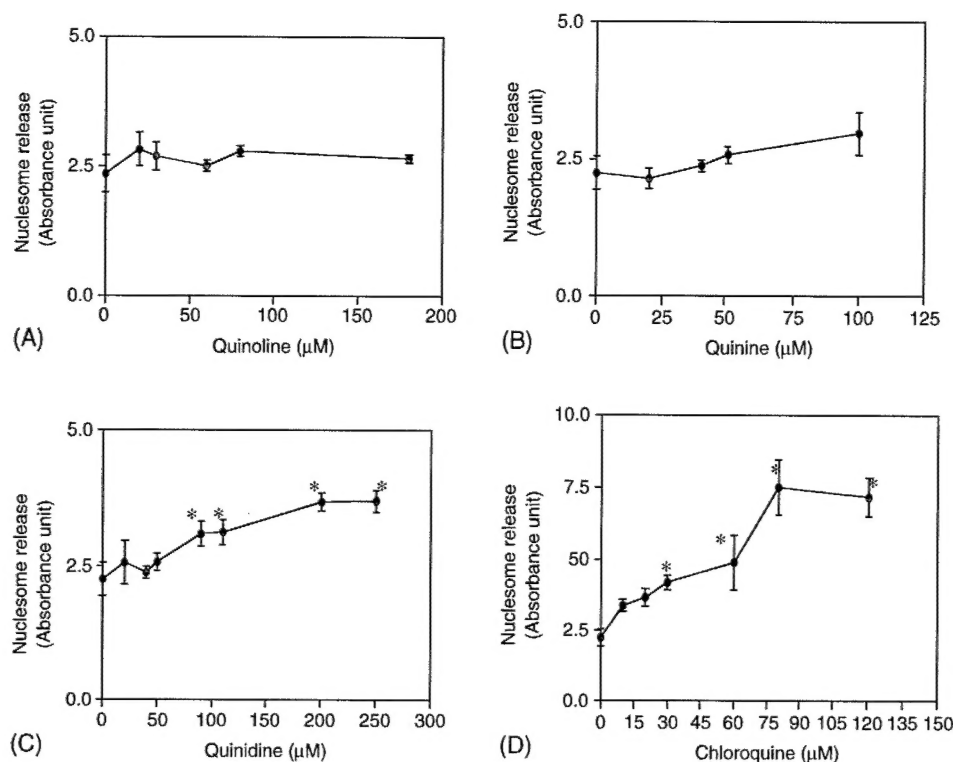 5.0
2.5
0.0
Nuclesome release
(Absorbance unit)
0 50 100 150 200
Quinoline (µM)
(A)
5.0
2.5
0.0
Nuclesome release
(Absorbance unit)
0 25 50 75 100 125
Quinine (µM)
(B)
5.0
2.5
0.0
Nuclesome release
(Absorbance unit)
* * * *
0 50 100 150 200 250 300
Quinidine (µM)
(C)
10.0
7.5
50
2.5
0.0
Nuclesome release
(Absorbance unit)
* * * *
0 15 30 45 60 75 90 105 120 135 150
Chloroquine (µM)
(D)